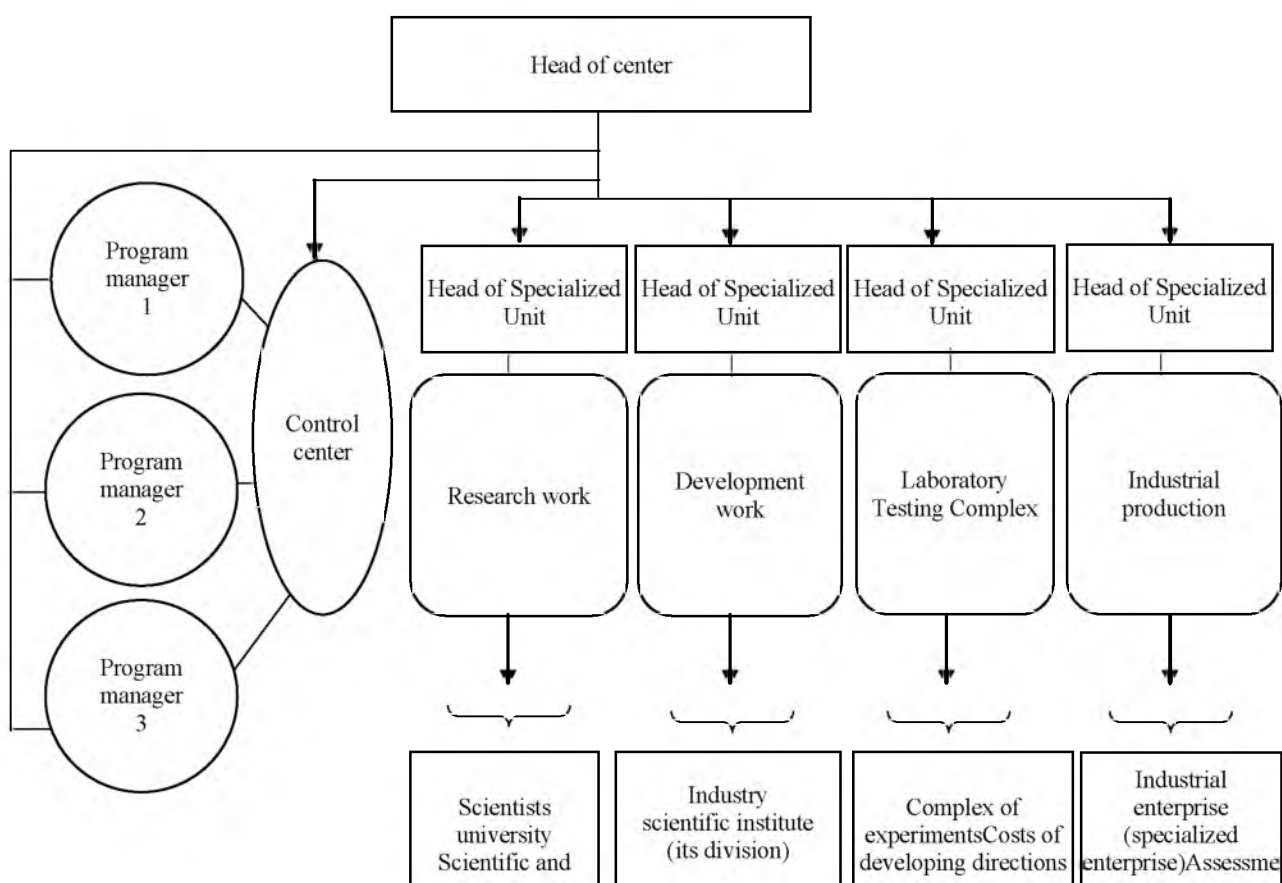 Head of center
Program
manager
1
Program
manager
2
Program
manager
3
Control
center
Head of Specialized
Unit
Head of Specialized
Unit
Head of Specialized
Unit
Head of Specialized
Unit
Research work
Development
work
Laboratory
Testing Complex
Industrial
production
Scientists
university
Scientific and
Industry
scientific institute
(its division)
Complex of
experimentsCosts of
developing directions
Industrial
enterprise
(specialized
enterprise)Assessme